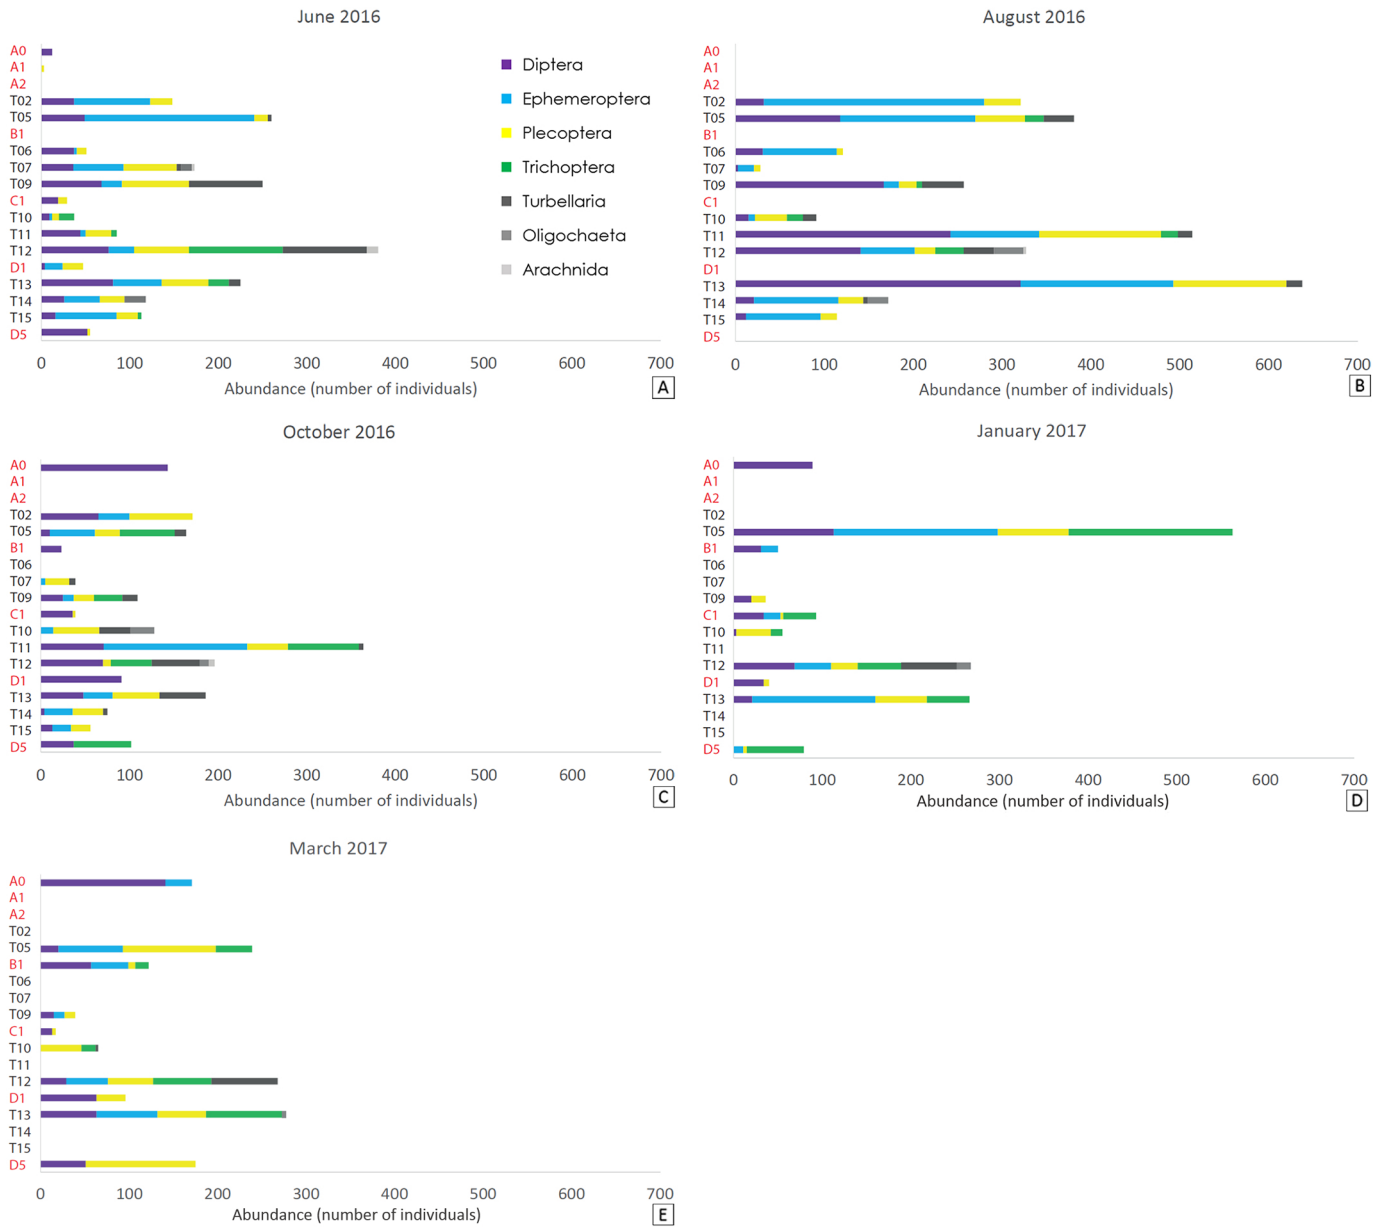 June 2016
A0
A1
A2
T02
T05
B1
T06
T07
T09
C1
T10
T11
T12
D1
T13
T14
T15
D5
Diptera
Ephemeroptera
Plecoptera
Trichoptera
Turbellaria
Oligochaeta
Arachnida
0 100 200 300 400 500 600 700
Abundance (number of individuals)
A
August 2016
A0
A1
A2
T02
T05
B1
T06
T07
T09
C1
T10
T11
T12
D1
T13
T14
T15
D5
0 100 200 300 400 500 600 700
Abundance (number of individuals)
B
October 2016
A0
A1
A2
T02
T05
B1
T06
T07
T09
C1
T10
T11
T12
D1
T13
T14
T15
D5
0 100 200 300 400 500 600 700
Abundance (number of individuals)
C
January 2017
A0
A1
A2
T02
T05
B1
T06
T07
T09
C1
T10
T11
T12
D1
T13
T14
T15
D5
0 100 200 300 400 500 600 700
Abundance (number of individuals)
D
March 2017
A0
A1
A2
T02
T05
B1
T06
T07
T09
C1
T10
T11
T12
D1
T13
T14
T15
D5
0 100 200 300 400 500 600 700
Abundance (number of individuals)
E